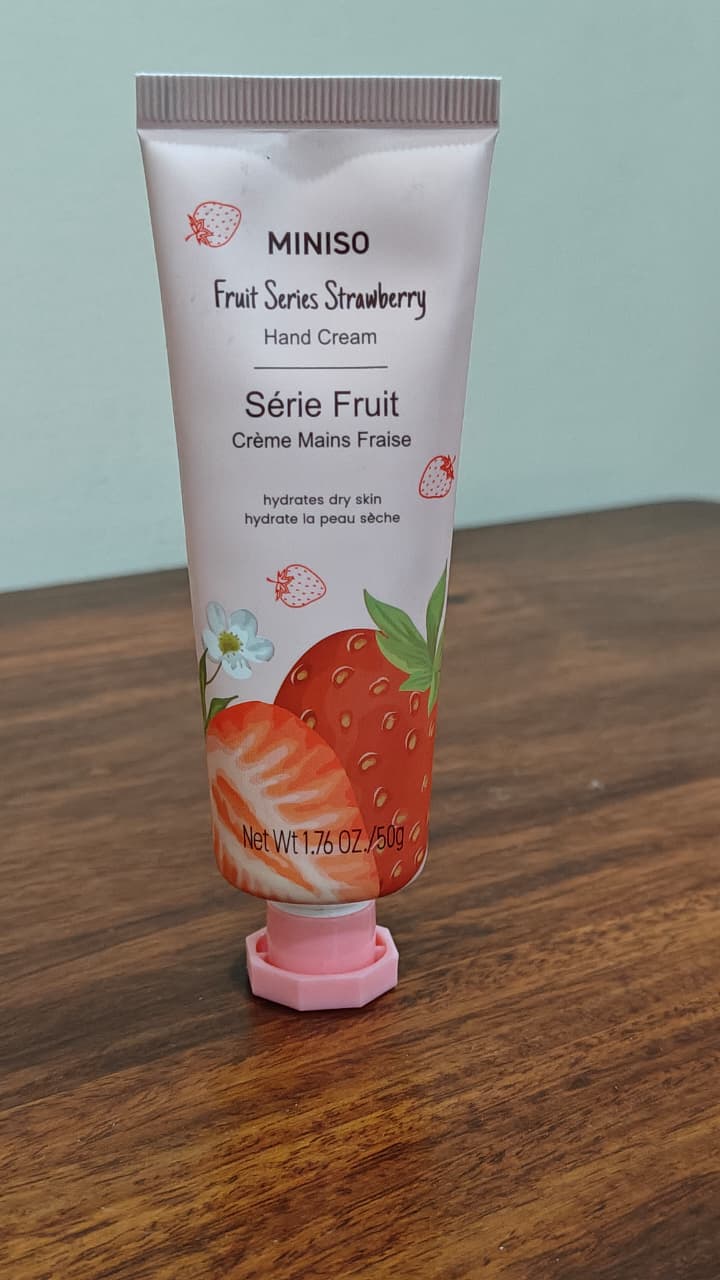 MINISO
Fruit Series Strawberry
Hand Cream
Série Fruit
Crème Mains Fraise
hydrates dry skin
hydrate la peau sèche
Net Wt 1.76 OZ./50g